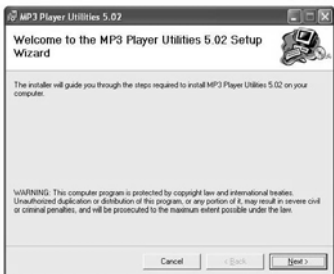 MP3 Player Utilities 5.02
Welcome to the MP3 Player Utilities 5.02 Setup
Wizard
The installer will guide you through the steps required to install MP3 Player Utilities 5.02 on your
computer.
WARNING: This computer program is protected by copyright law and international treaties.
Unauthorized duplication or distribution of this program, or any portion of it, may result in severe civil
or criminal penalties, and will be prosecuted to the maximum extent possible under the law.
Cancel < Back Next >